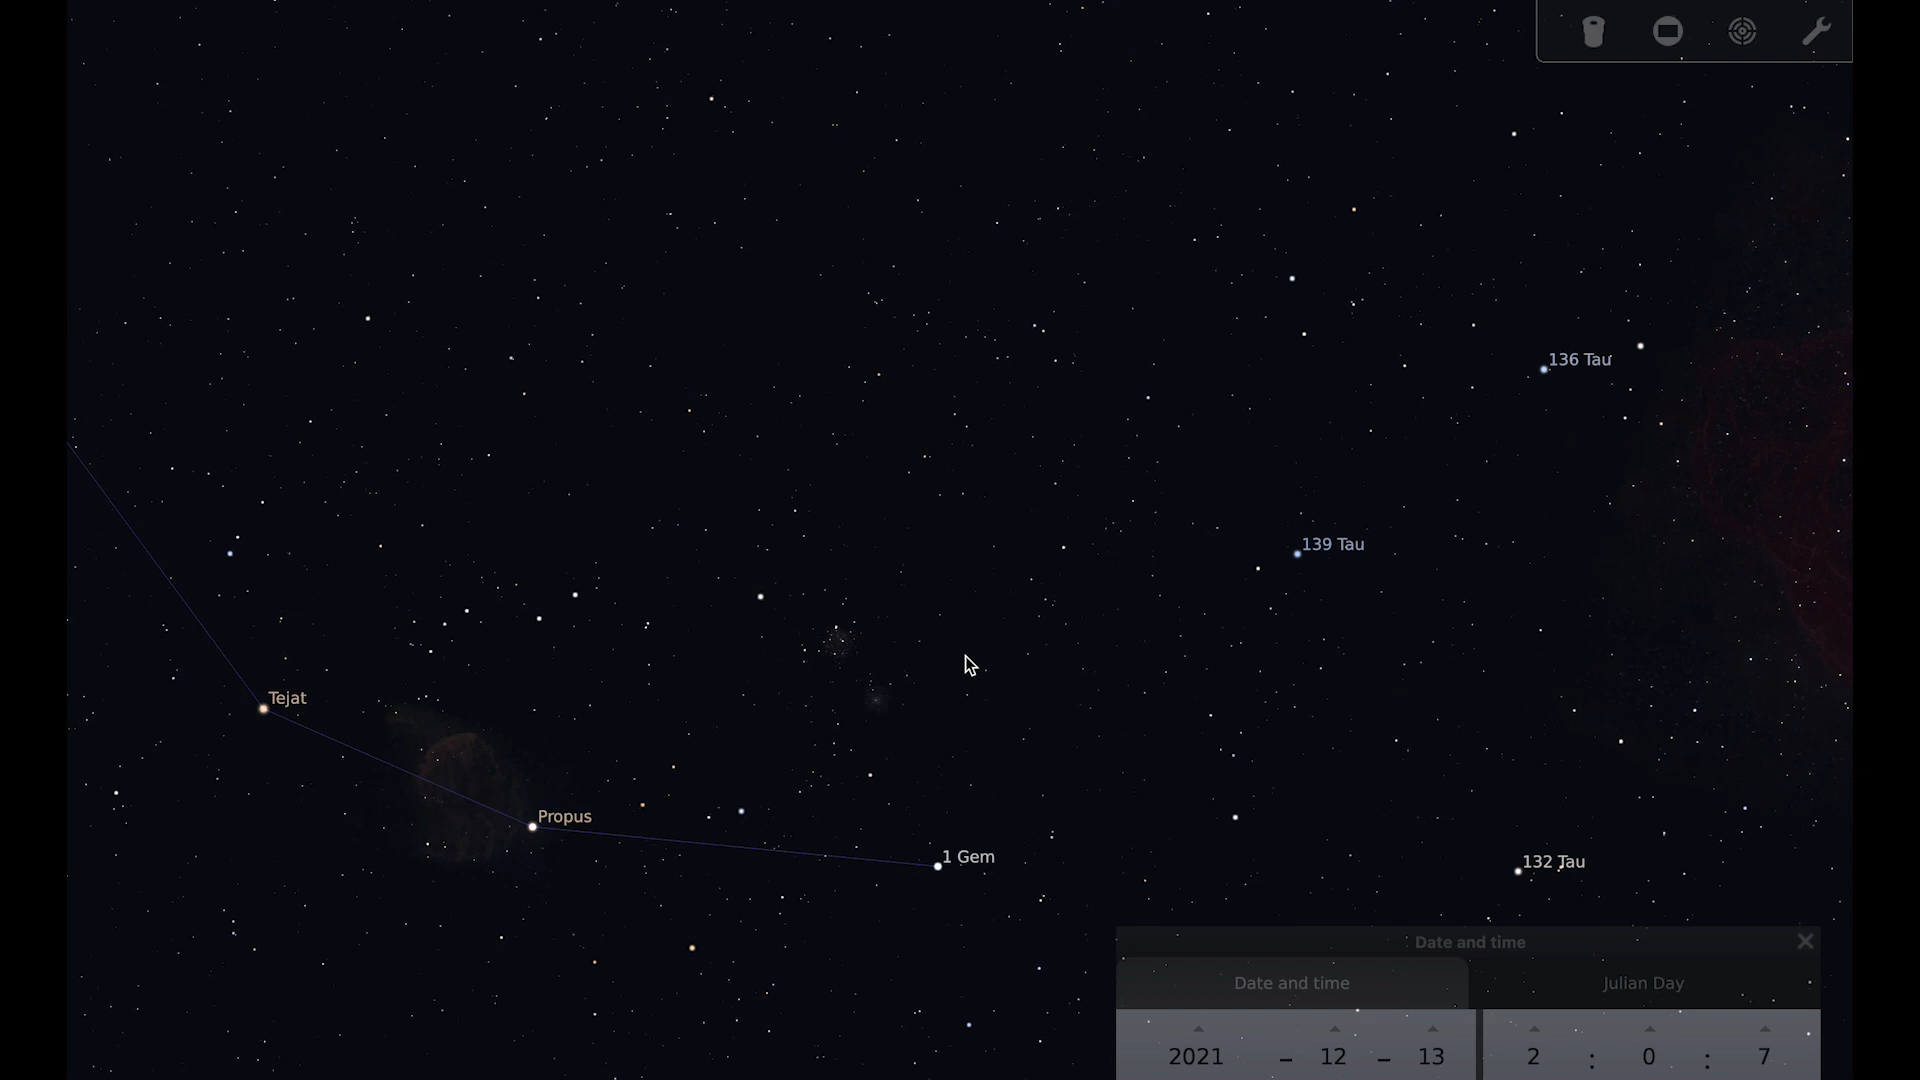 136 Tau
139 Tau
Tejat
Propus
1 Gem
132 Tau
Date and time
Date and time
Julian Day
2021 - 12 - 13
2 : 0 : 7